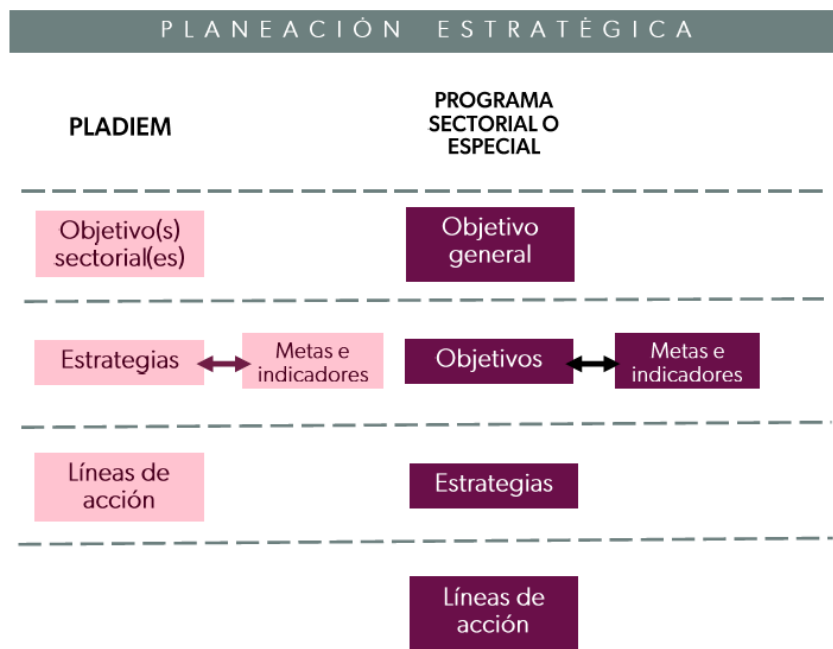 PLANEACIÓN ESTRATÉGICA
PLADIEM
PROGRAMA
SECTORIAL O
ESPECIAL
Objetivo(s)
sectorial(es)
Objetivo
general
Estrategias
Metas e
indicadores
Objetivos
Metas e
indicadores
Líneas de
acción
Estrategias
Líneas de
acción